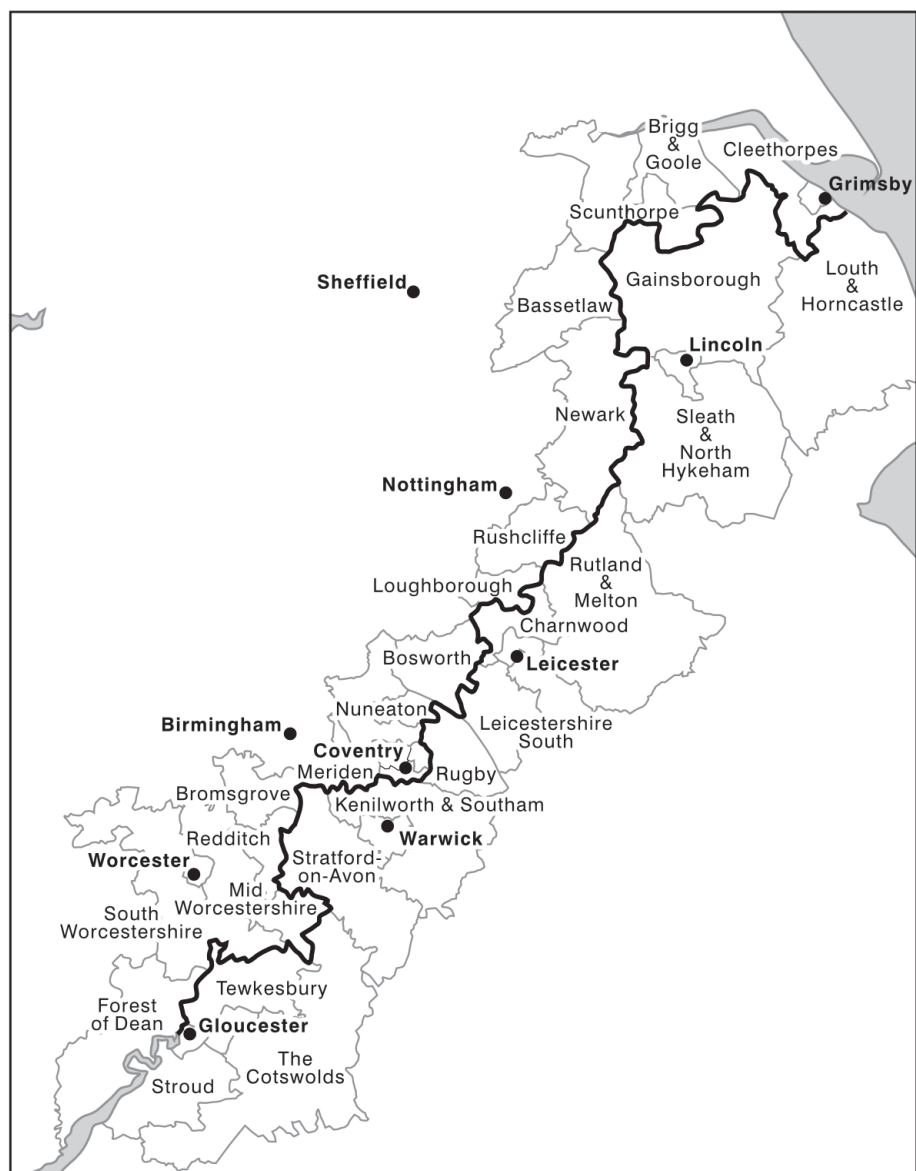 Brigg
&
Goole
Cleethorpes
Grimsby
Scunthorpe
Sheffield
Gainsborough
Louth
&
Horncastle
Bassetlaw
Lincoln
Newark
Sleath
&
North
Hykeham
Nottingham
Rushcliffe
Rutland
&
Melton
Loughborough
Charnwood
Bosworth
Leicester
Nuneaton
Leicestershire
South
Birmingham
Coventry
Meriden
Rugby
Bromsgrove
Kenilworth & Southam
Redditch
Warwick
Worcester
Stratford-
on-Avon
Mid
Worcestershire
South
Worcestershire
Tewkesbury
Forest
of Dean
Gloucester
The
Cotswolds
Stroud